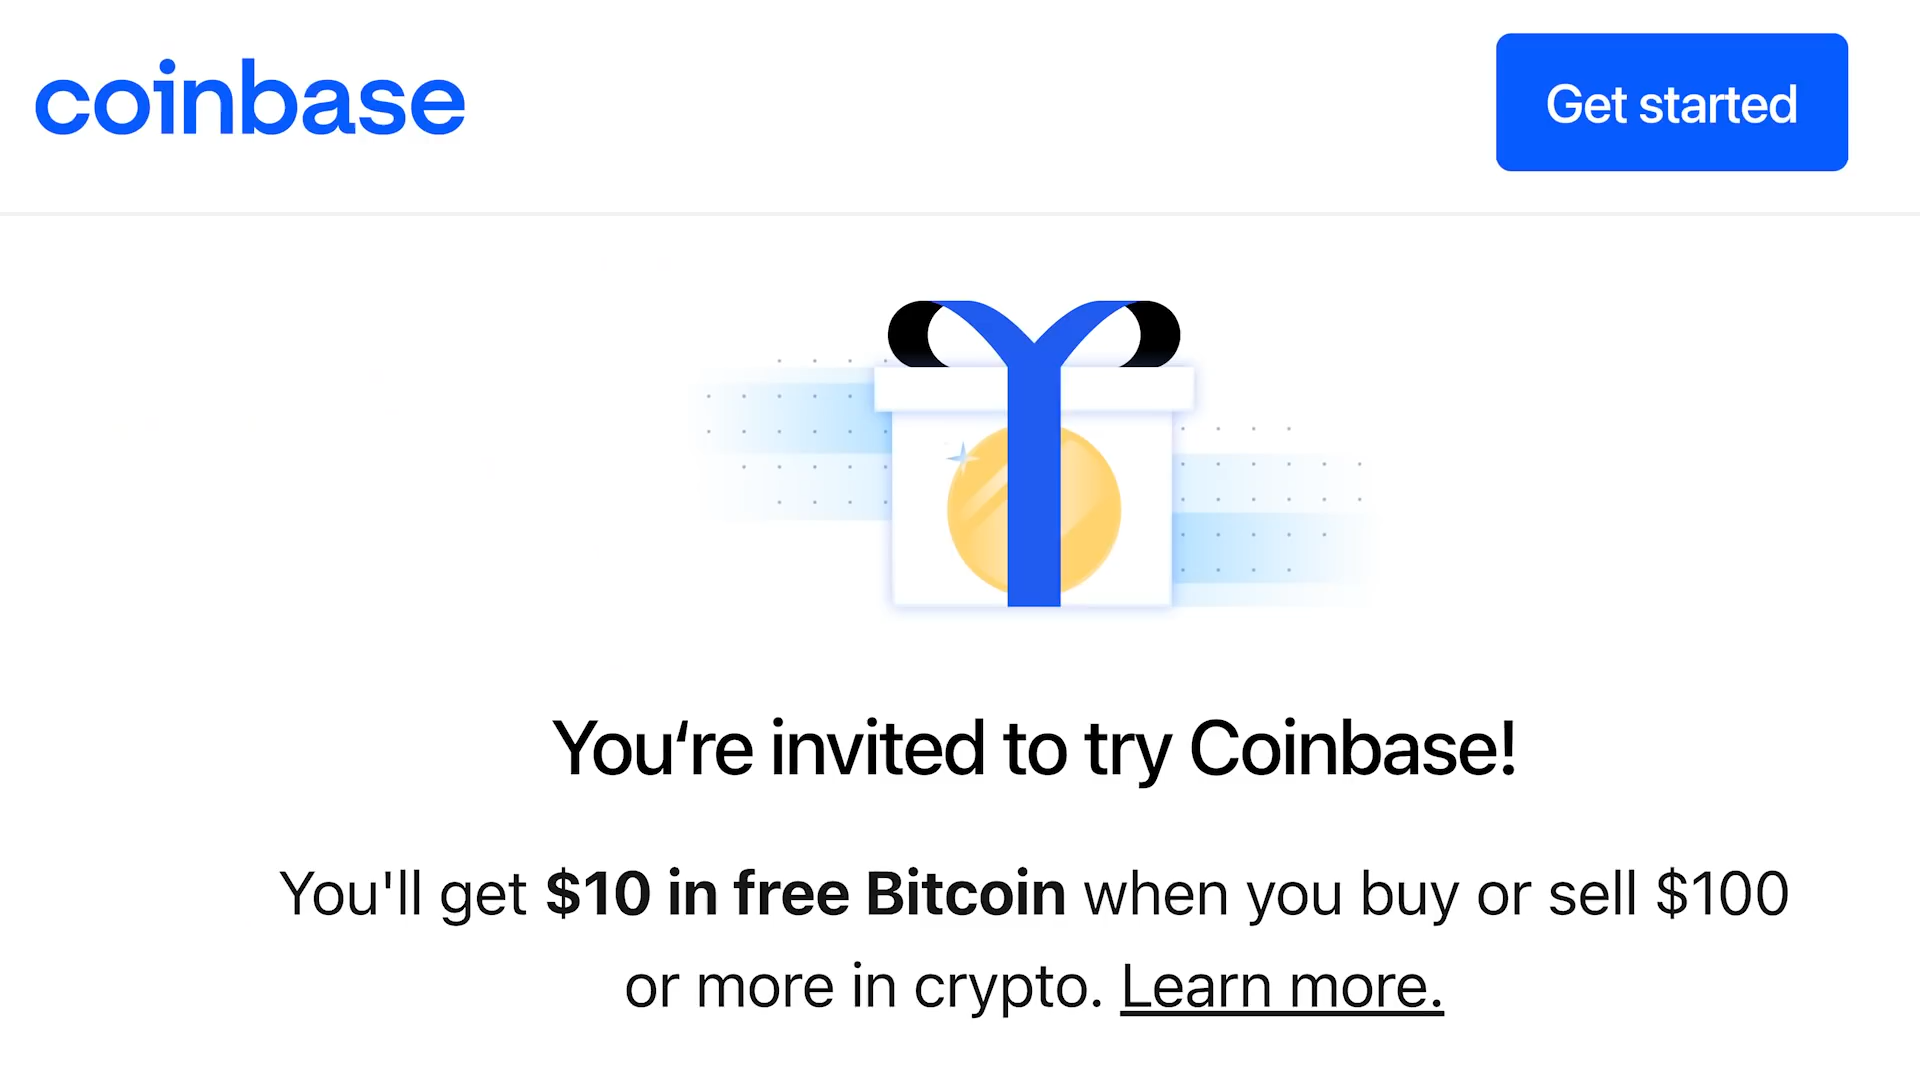 coinbase
Get started
You‘re invited to try Coinbase!
You'll get $10 in free Bitcoin when you buy or sell $100
or more in crypto. Learn more.